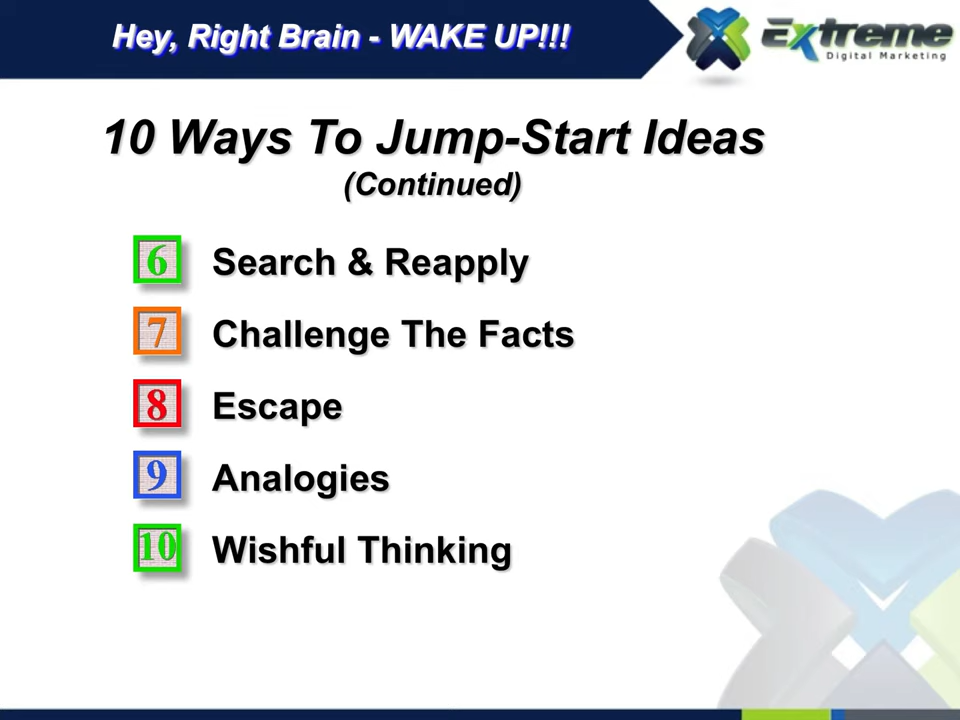 Hey, Right Brain - WAKE UP!!!
Extreme
Digital Marketing
10 Ways To Jump-Start Ideas
(Continued)
6 Search & Reapply
7 Challenge The Facts
8 Escape
9 Analogies
10 Wishful Thinking